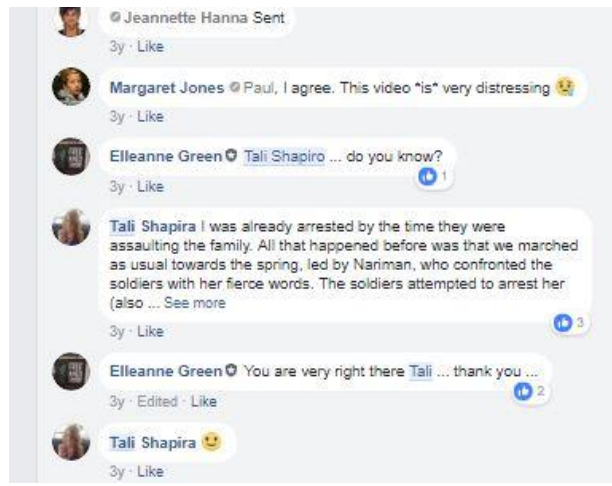 Jeannette Hanna Sent
3y · Like
Margaret Jones Paul, I agree. This video *is* very distressing
3y · Like
Elleanne Green Tali Shapiro ... do you know?
1
3y · Like
Tali Shapira I was already arrested by the time they were
assaulting the family. All that happened before was that we marched
as usual towards the spring, led by Nariman, who confronted the
soldiers with her fierce words. The soldiers attempted to arrest her
(also ... See more
3
3y · Like
Elleanne Green You are very right there Tali ... thank you ...
2
3y · Edited · Like
Tali Shapira
3y · Like